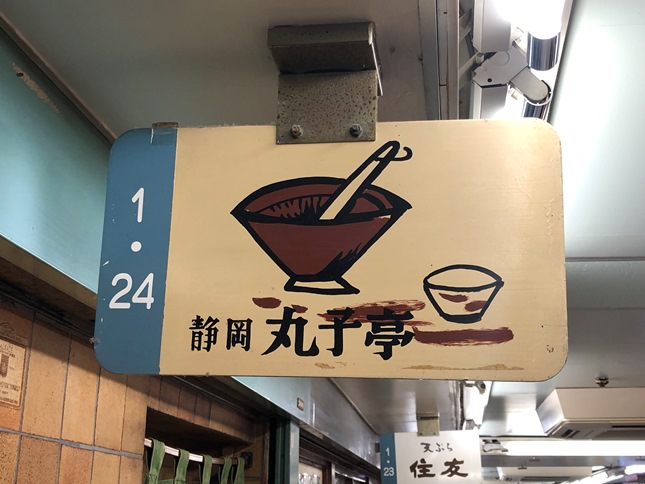 1・24
静岡 丸子亭
1・23
天ぷら
住友